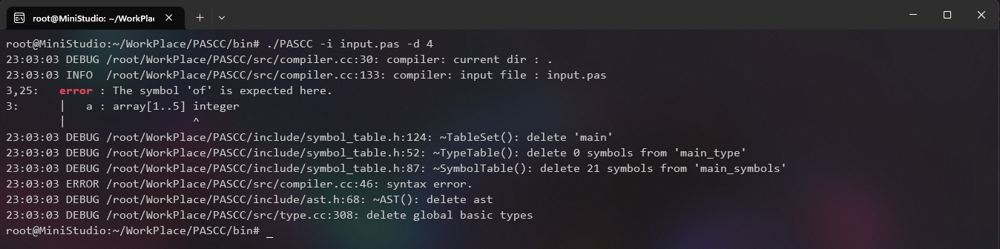 root@MiniStudio: ~/WorkPla
root@MiniStudio:~/WorkPlace/PASCC/bin# ./PASCC -i input.pas -d 4
23:03:03 DEBUG /root/WorkPlace/PASCC/src/compiler.cc:30: compiler: current dir : .
23:03:03 INFO  /root/WorkPlace/PASCC/src/compiler.cc:133: compiler: input file : input.pas
3,25:   error : The symbol 'of' is expected here.
3:      |   a : array[1..5] integer
        |                   ^
23:03:03 DEBUG /root/WorkPlace/PASCC/include/symbol_table.h:124: ~TableSet(): delete 'main'
23:03:03 DEBUG /root/WorkPlace/PASCC/include/symbol_table.h:52: ~TypeTable(): delete 0 symbols from 'main_type'
23:03:03 DEBUG /root/WorkPlace/PASCC/include/symbol_table.h:87: ~SymbolTable(): delete 21 symbols from 'main_symbols'
23:03:03 ERROR /root/WorkPlace/PASCC/src/compiler.cc:46: syntax error.
23:03:03 DEBUG /root/WorkPlace/PASCC/include/ast.h:68: ~AST(): delete ast
23:03:03 DEBUG /root/WorkPlace/PASCC/src/type.cc:308: delete global basic types
root@MiniStudio:~/WorkPlace/PASCC/bin# _